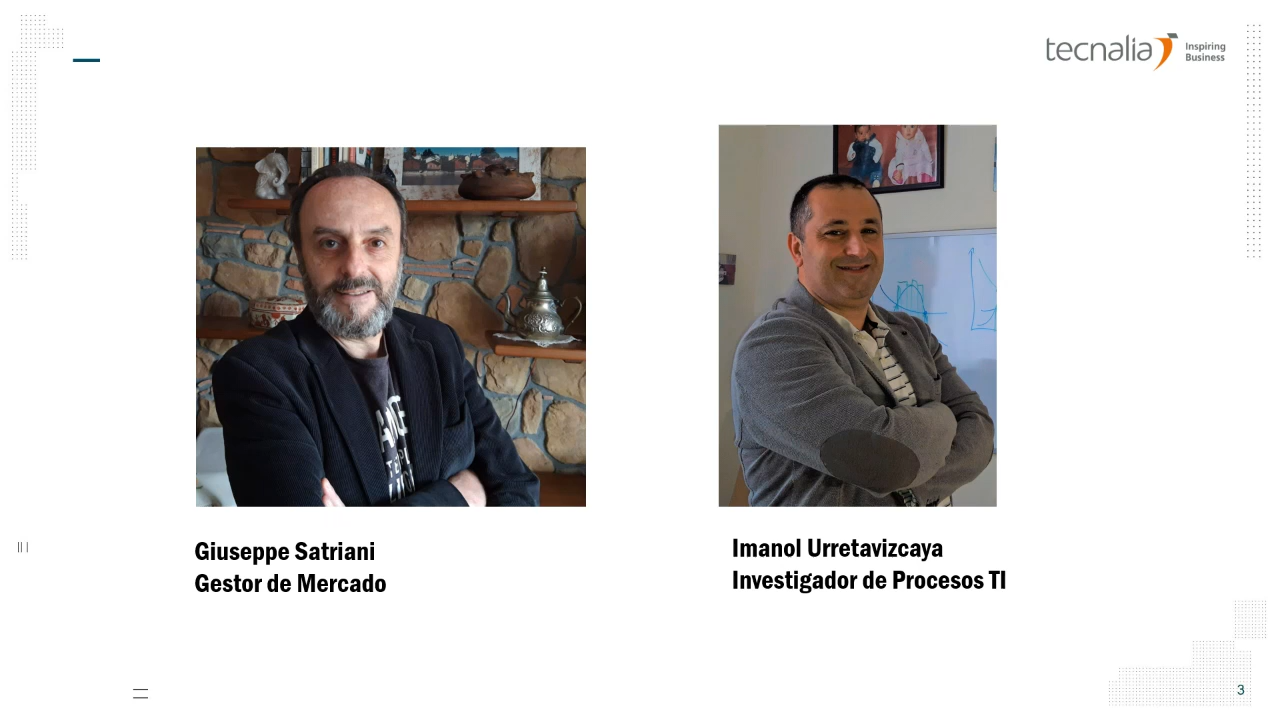 tecnalia Inspiring
Business
Giuseppe Satriani
Gestor de Mercado
Imanol Urretavizcaya
Investigador de Procesos TI
3